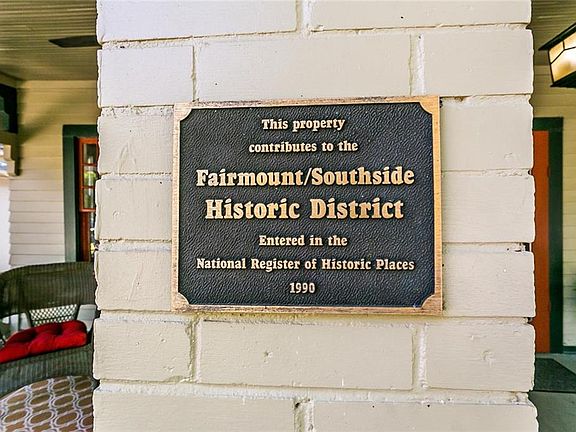 This property
contributes to the
Fairmount/Southside
Historic District
Entered in the
National Register of Historic Places
1990